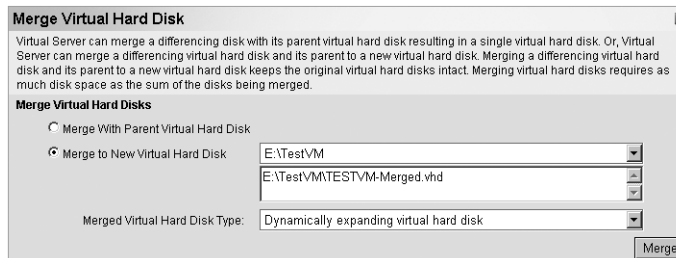 Merge Virtual Hard Disk
Virtual Server can merge a differencing disk with its parent virtual hard disk resulting in a single virtual hard disk. Or, Virtual
Server can merge a differencing virtual hard disk and its parent to a new virtual hard disk. Merging a differencing virtual hard
disk and its parent to a new virtual hard disk keeps the original virtual hard disks intact. Merging virtual hard disks requires as
much disk space as the sum of the disks being merged.
Merge Virtual Hard Disks
Merge With Parent Virtual Hard Disk
Merge to New Virtual Hard Disk E:\TestVM
E:\TestVM\TESTVM-Merged.vhd
Merged Virtual Hard Disk Type: Dynamically expanding virtual hard disk
Merge